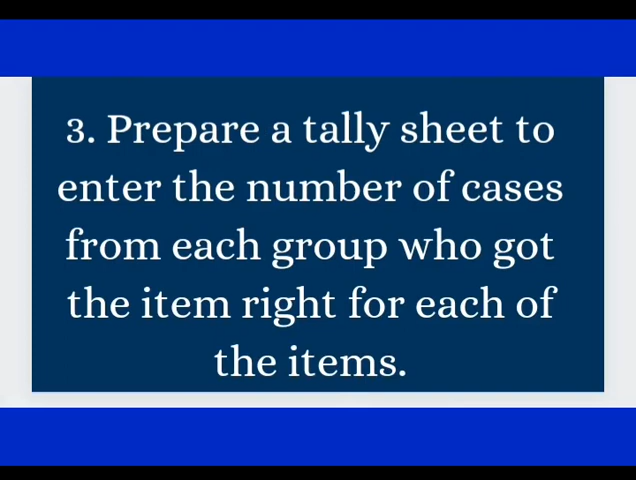 3. Prepare a tally sheet to
enter the number of cases
from each group who got
the item right for each of
the items.